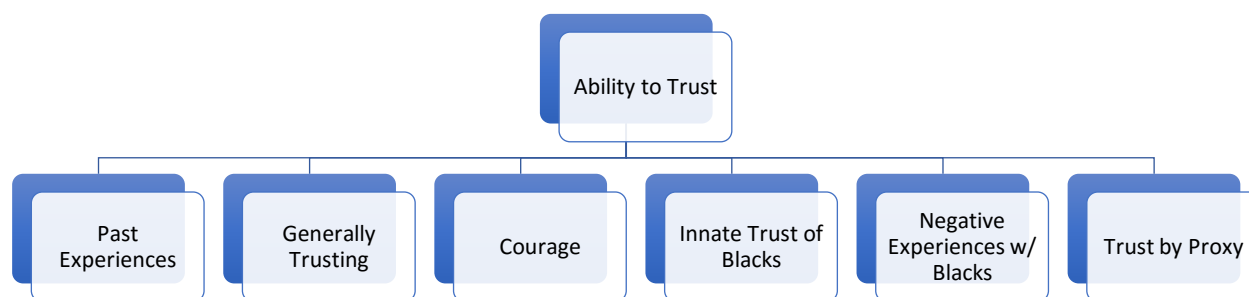 Ability to Trust
Past
Experiences
Generally
Trusting
Courage
Innate Trust of
Blacks
Negative
Experiences w/
Blacks
Trust by Proxy